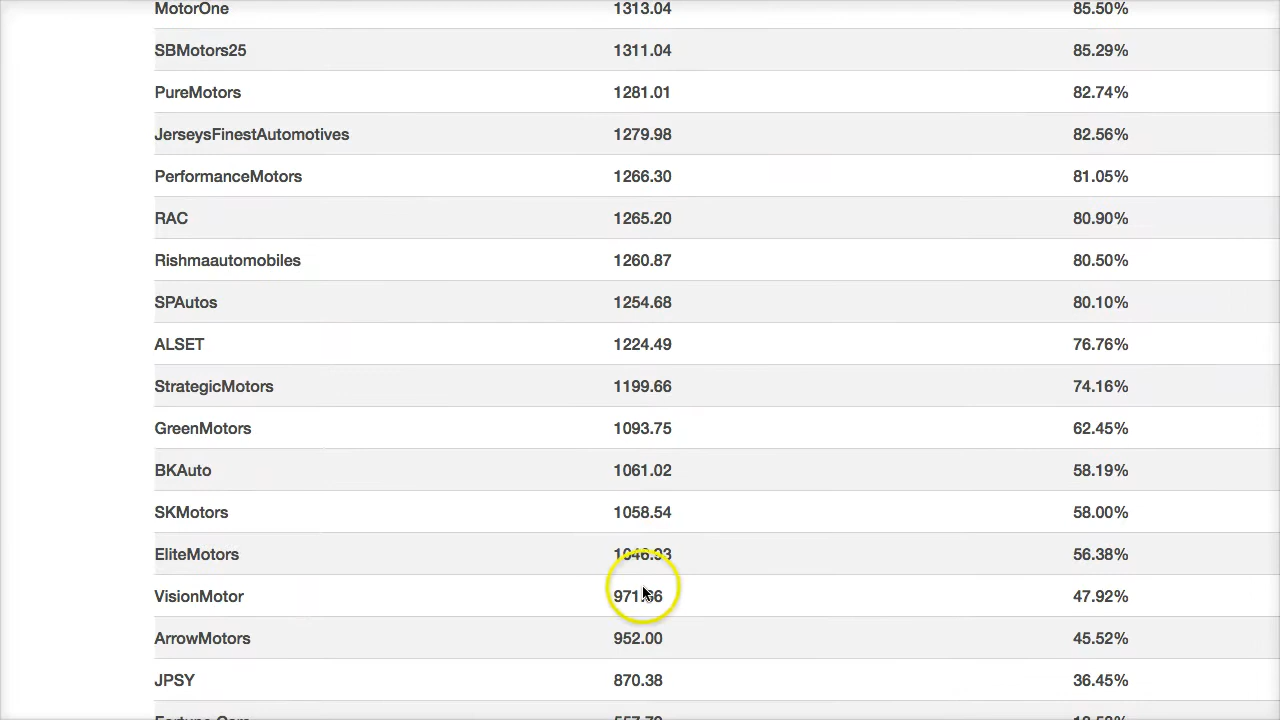 MotorOne 1313.04 85.50%
SBMotors25 1311.04 85.29%
PureMotors 1281.01 82.74%
JerseysFinestAutomotives 1279.98 82.56%
PerformanceMotors 1266.30 81.05%
RAC 1265.20 80.90%
Rishmaautomobiles 1260.87 80.50%
SPAutos 1254.68 80.10%
ALSET 1224.49 76.76%
StrategicMotors 1199.66 74.16%
GreenMotors 1093.75 62.45%
BKAuto 1061.02 58.19%
SKMotors 1058.54 58.00%
EliteMotors 1046.93 56.38%
VisionMotor 47.92%
ArrowMotors 952.00 45.52%
JPSY 870.38 36.45%